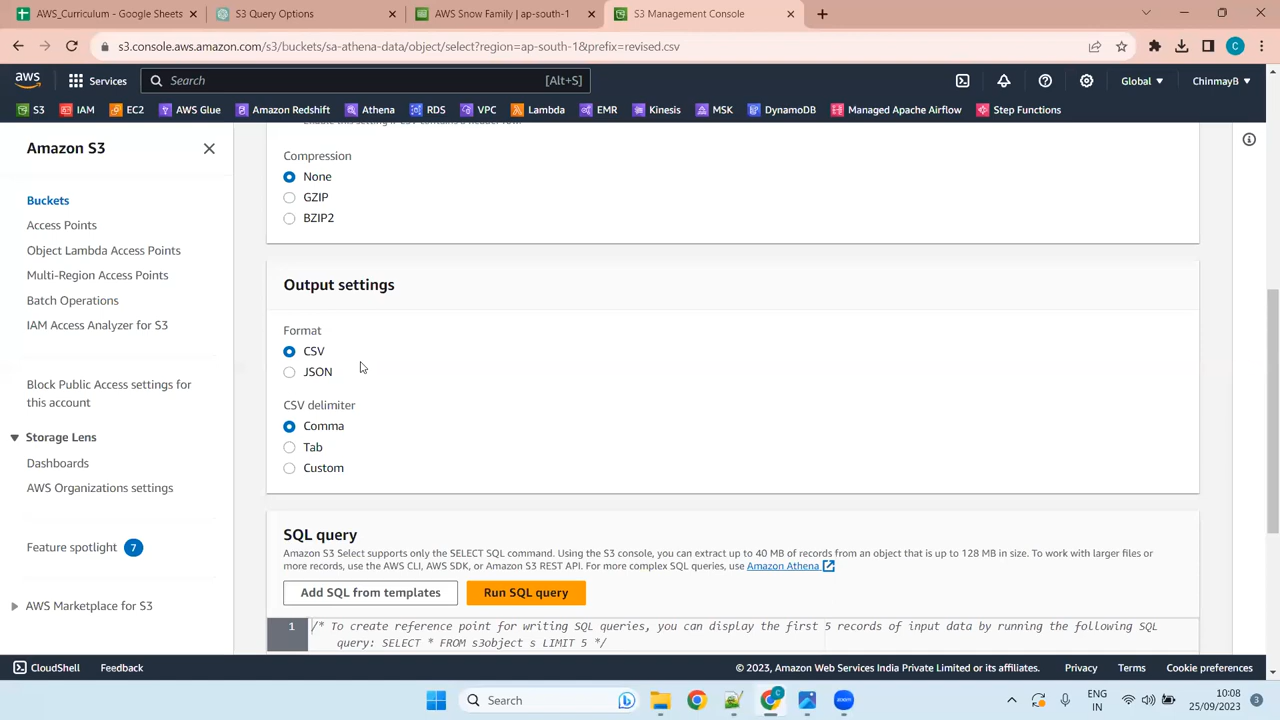 AWS_Curriculum - Google Sheets
S3 Query Options
AWS Snow Family | ap-south-1
S3 Management Console
s3.console.aws.amazon.com/s3/buckets/sa-athena-data/object/select?region=ap-south-1&prefix=revised.csv
C
aws
Services
Search
[Alt+S]
Global
ChinmayB
S3
IAM
EC2
AWS Glue
Amazon Redshift
Athena
RDS
VPC
Lambda
EMR
Kinesis
MSK
DynamoDB
Managed Apache Airflow
Step Functions
Amazon S3
Buckets
Access Points
Object Lambda Access Points
Multi-Region Access Points
Batch Operations
IAM Access Analyzer for S3
Block Public Access settings for
this account
Storage Lens
Dashboards
AWS Organizations settings
Feature spotlight 7
AWS Marketplace for S3
Compression
None
GZIP
BZIP2
Output settings
Format
CSV
JSON
CSV delimiter
Comma
Tab
Custom
SQL query
Amazon S3 Select supports only the SELECT SQL command. Using the S3 console, you can extract up to 40 MB of records from an object that is up to 128 MB in size. To work with larger files or
more records, use the AWS CLI, AWS SDK, or Amazon S3 REST API. For more complex SQL queries, use Amazon Athena
Add SQL from templates
Run SQL query
1 /* To create reference point for writing SQL queries, you can display the first 5 records of input data by running the following SQL
query: SELECT * FROM s3object s LIMIT 5 */
CloudShell
Feedback
© 2023, Amazon Web Services India Private Limited or its affiliates.
Privacy
Terms
Cookie preferences
Search
zoom
ENG
IN
10:08
25/09/2023
3